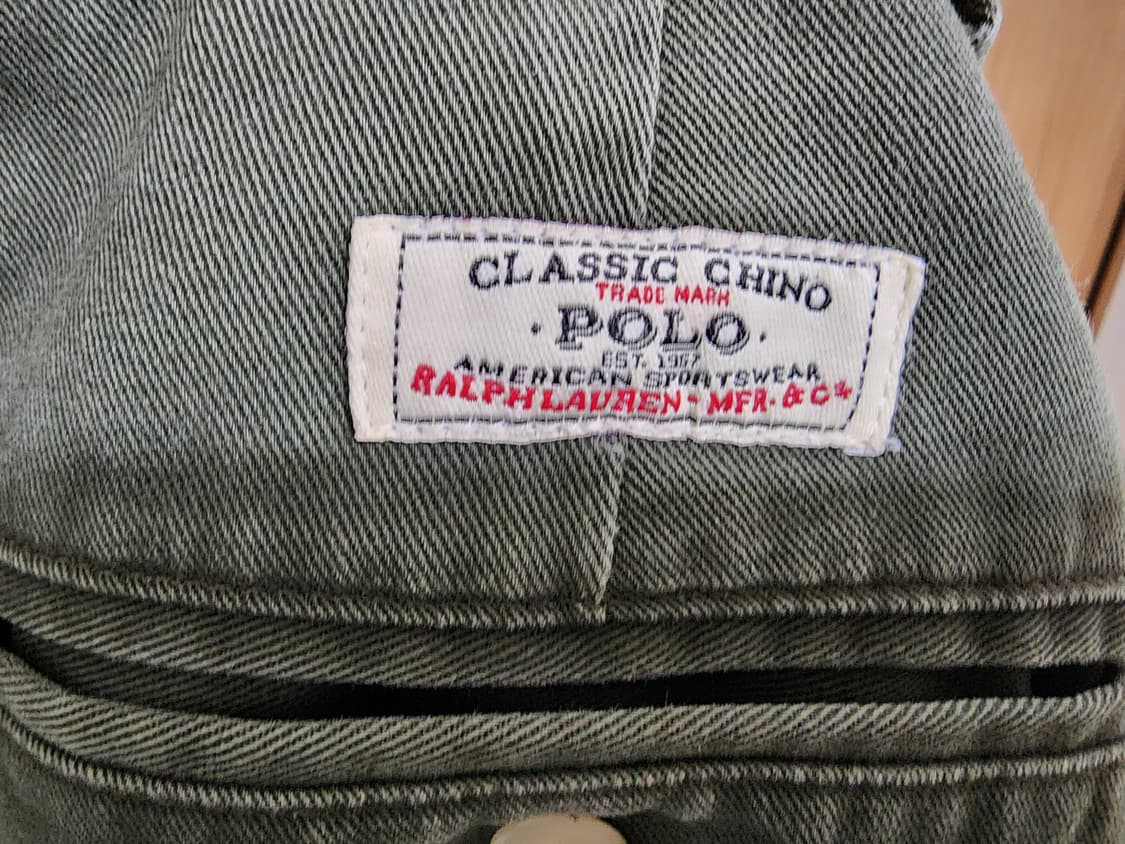 CLASSIC CHINO
TRADE MARK
· POLO ·
EST. 1967
AMERICAN SPORTSWEAR
RALPH LAUREN - MFR. & Co.